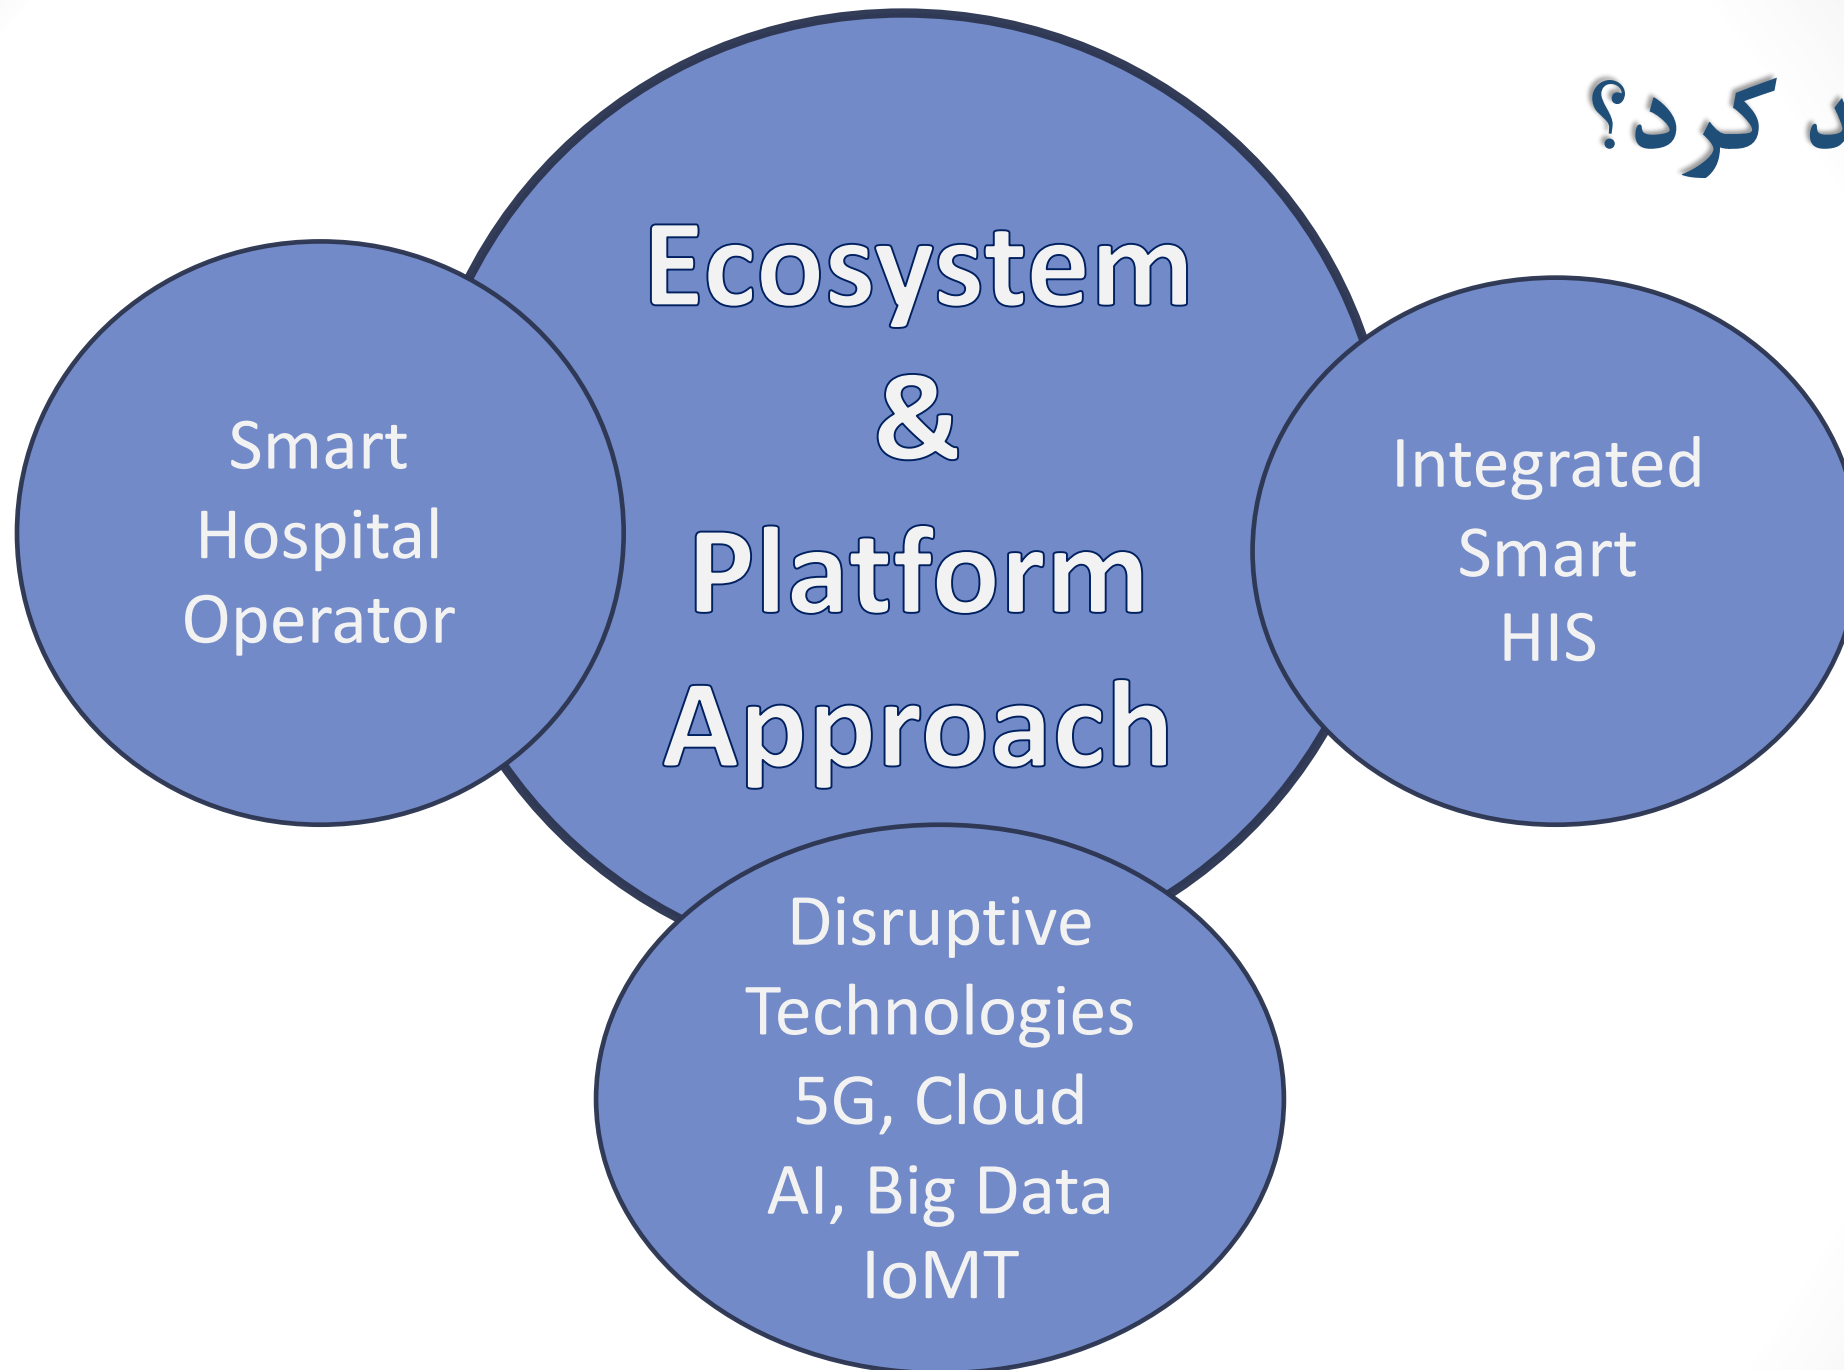 کرد؟
Ecosystem
&
Platform
Approach
Smart
Hospital
Operator
Integrated
Smart
HIS
Disruptive
Technologies
5G, Cloud
AI, Big Data
IoMT